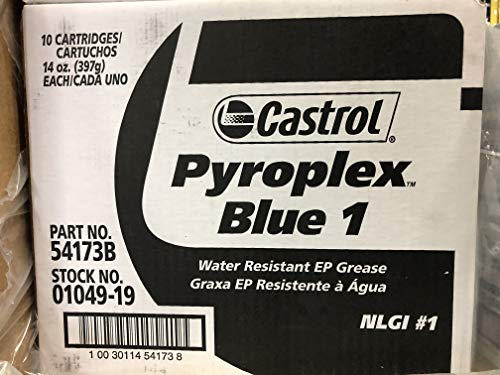 10 CARTRIDGES/
CARTUCHOS
14 oz. (397g)
EACH/CADA UNO
Castrol®
Pyroplex™
Blue 1
Water Resistant EP Grease
Graxa EP Resistente à Água
NLGI #1
PART NO.
54173B
STOCK NO.
01049-19
1 00 30114 54173 8